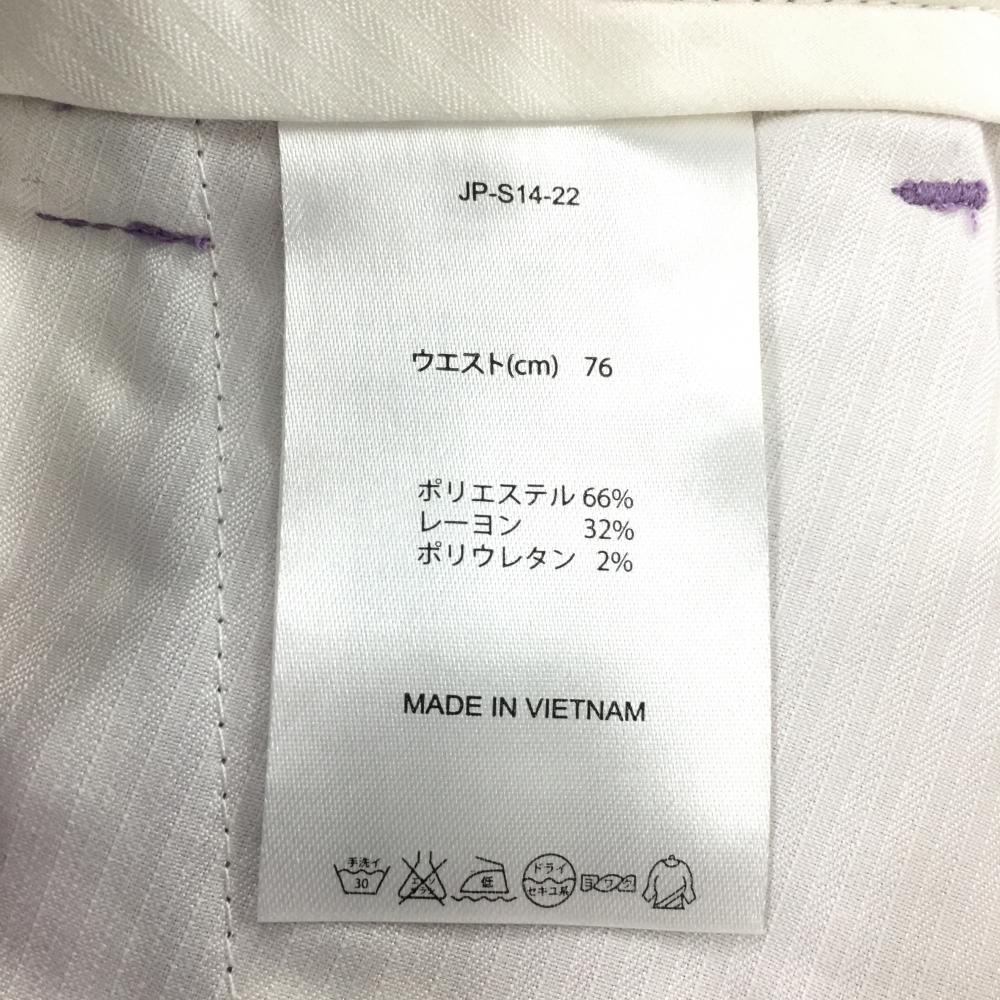 JP-S14-22
ウエスト(cm) 76
ポリエステル 66%
レーヨン 32%
ポリウレタン 2%
MADE IN VIETNAM
手洗イ
30
低
ドライ
セキユ系